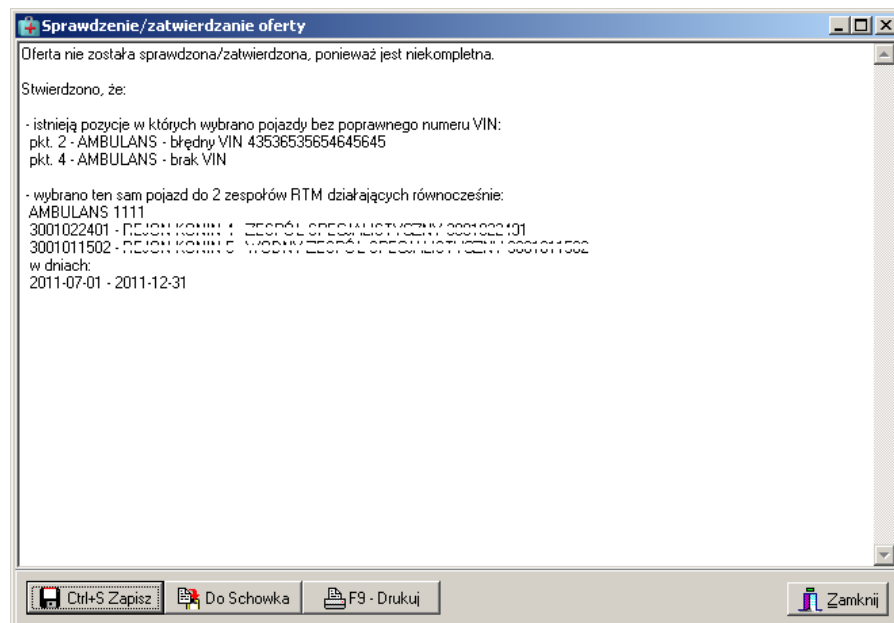 Sprawdzenie/zatwierdzanie oferty
Oferta nie została sprawdzona/zatwierdzona, ponieważ jest niekompletna.
Stwierdzono, że:
- istnieją pozycje w których wybrano pojazdy bez poprawnego numeru VIN:
pkt. 2 - AMBULANS - błędny VIN 43536535654645645
pkt. 4 - AMBULANS - brak VIN
- wybrano ten sam pojazd do 2 zespołów RTM działających równocześnie:
AMBULANS 1111
3001022401 -
3001011502 -
w dniach:
2011-07-01 - 2011-12-31
Ctrl+S Zapisz Do Schowka F9 - Drukuj Zamknij